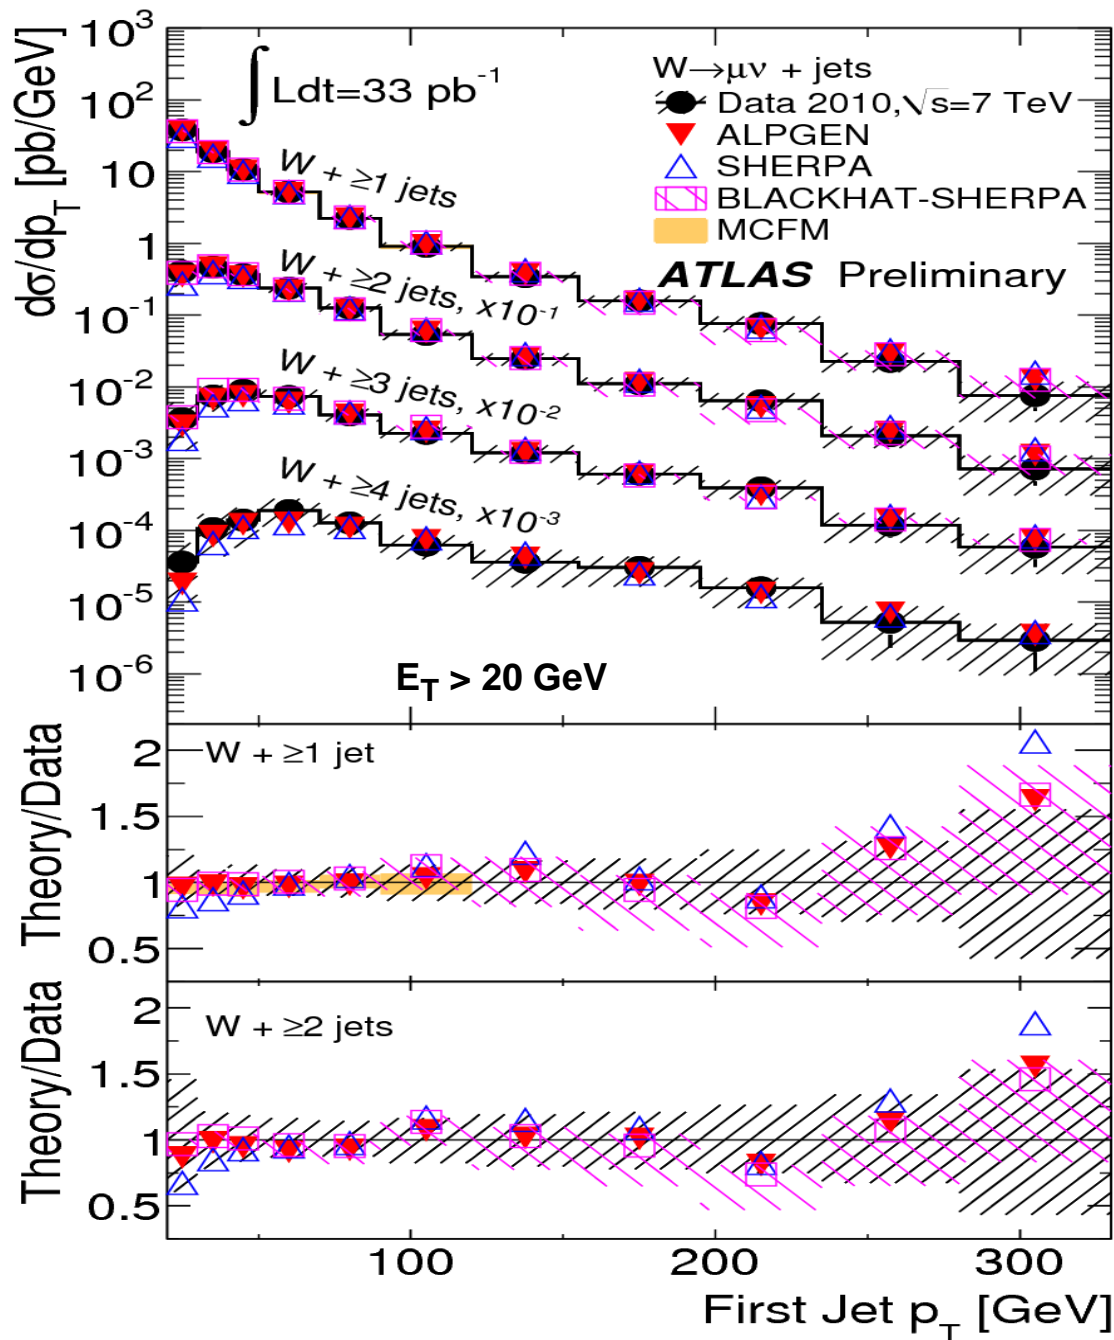 dσ/dp_T [pb/GeV]
10³
10²
10
1
10⁻¹
10⁻²
10⁻³
10⁻⁴
10⁻⁵
10⁻⁶
∫ Ldt=33 pb⁻¹
W→μν + jets
Data 2010, √s=7 TeV
ALPGEN
SHERPA
BLACKHAT-SHERPA
MCFM
ATLAS Preliminary
W + ≥1 jets
W + ≥2 jets, x10⁻¹
W + ≥3 jets, x10⁻²
W + ≥4 jets, x10⁻³
E_T > 20 GeV
Theory/Data
W + ≥1 jet
2
1.5
1
0.5
Theory/Data
W + ≥2 jets
2
1.5
1
0.5
100 200 300
First Jet p_T [GeV]